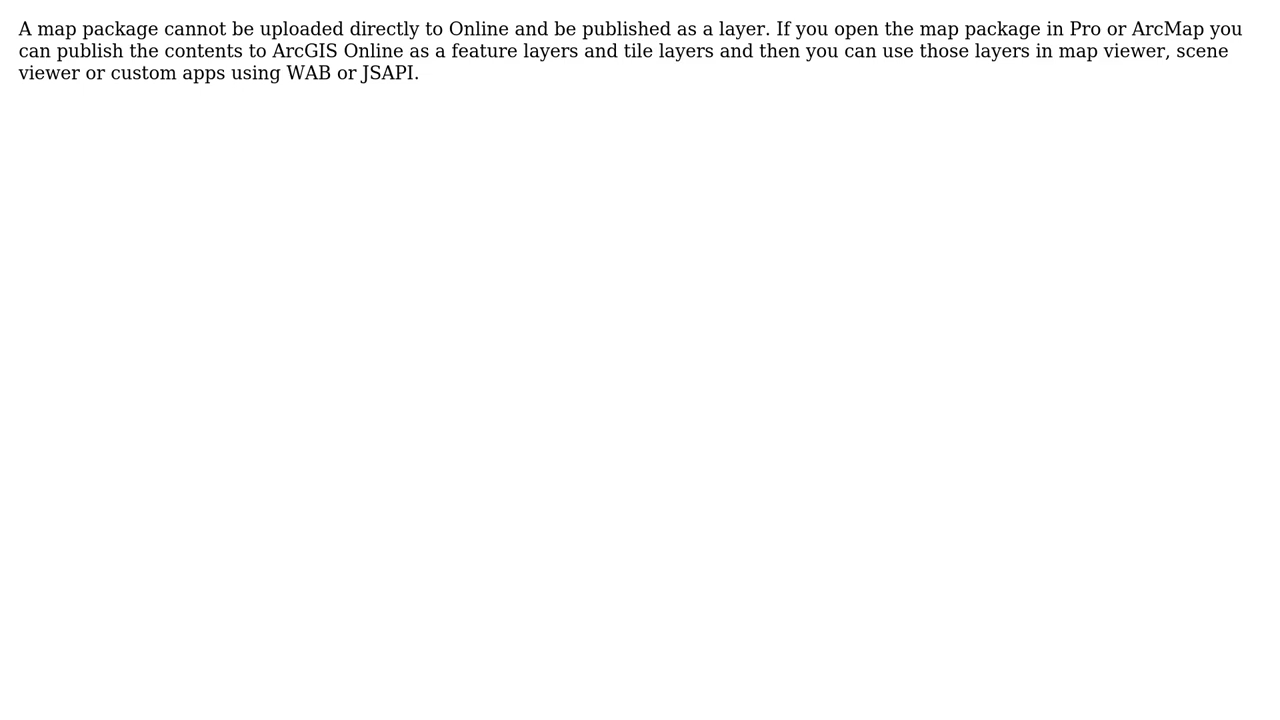 A map package cannot be uploaded directly to Online and be published as a layer. If you open the map package in Pro or ArcMap you
can publish the contents to ArcGIS Online as a feature layers and tile layers and then you can use those layers in map viewer, scene
viewer or custom apps using WAB or JSAPI.